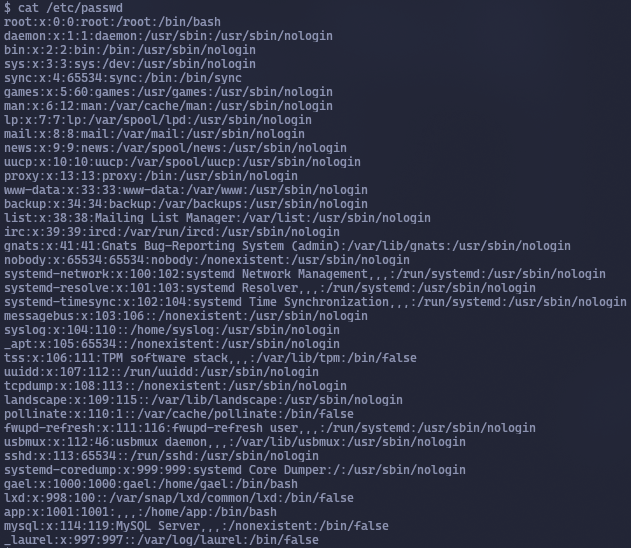 $ cat /etc/passwd
root:x:0:0:root:/root:/bin/bash
daemon:x:1:1:daemon:/usr/sbin:/usr/sbin/nologin
bin:x:2:2:bin:/bin:/usr/sbin/nologin
sys:x:3:3:sys:/dev:/usr/sbin/nologin
sync:x:4:65534:sync:/bin:/bin/sync
games:x:5:60:games:/usr/games:/usr/sbin/nologin
man:x:6:12:man:/var/cache/man:/usr/sbin/nologin
lp:x:7:7:lp:/var/spool/lpd:/usr/sbin/nologin
mail:x:8:8:mail:/var/mail:/usr/sbin/nologin
news:x:9:9:news:/var/spool/news:/usr/sbin/nologin
uucp:x:10:10:uucp:/var/spool/uucp:/usr/sbin/nologin
proxy:x:13:13:proxy:/bin:/usr/sbin/nologin
www-data:x:33:33:www-data:/var/www:/usr/sbin/nologin
backup:x:34:34:backup:/var/backups:/usr/sbin/nologin
list:x:38:38:Mailing List Manager:/var/list:/usr/sbin/nologin
irc:x:39:39:ircd:/var/run/ircd:/usr/sbin/nologin
gnats:x:41:41:Gnats Bug-Reporting System (admin):/var/lib/gnats:/usr/sbin/nologin
nobody:x:65534:65534:nobody:/nonexistent:/usr/sbin/nologin
systemd-network:x:100:102:systemd Network Management,,,:/run/systemd:/usr/sbin/nologin
systemd-resolve:x:101:103:systemd Resolver,,,:/run/systemd:/usr/sbin/nologin
systemd-timesync:x:102:104:systemd Time Synchronization,,,:/run/systemd:/usr/sbin/nologin
messagebus:x:103:106::/nonexistent:/usr/sbin/nologin
syslog:x:104:110::/home/syslog:/usr/sbin/nologin
_apt:x:105:65534::/nonexistent:/usr/sbin/nologin
tss:x:106:111:TPM software stack,,,:/var/lib/tpm:/bin/false
uuidd:x:107:112::/run/uuidd:/usr/sbin/nologin
tcpdump:x:108:113::/nonexistent:/usr/sbin/nologin
landscape:x:109:115::/var/lib/landscape:/usr/sbin/nologin
pollinate:x:110:1::/var/cache/pollinate:/bin/false
fwupd-refresh:x:111:116:fwupd-refresh user,,,:/run/systemd:/usr/sbin/nologin
usbmux:x:112:46:usbmux daemon,,,:/var/lib/usbmux:/usr/sbin/nologin
sshd:x:113:65534::/run/sshd:/usr/sbin/nologin
systemd-coredump:x:999:999:systemd Core Dumper:/:/usr/sbin/nologin
gael:x:1000:1000:gael:/home/gael:/bin/bash
lxd:x:998:100::/var/snap/lxd/common/lxd:/bin/false
app:x:1001:1001:,,,:/home/app:/bin/bash
mysql:x:114:119:MySQL Server,,,:/nonexistent:/bin/false
_laurel:x:997:997::/var/log/laurel:/bin/false